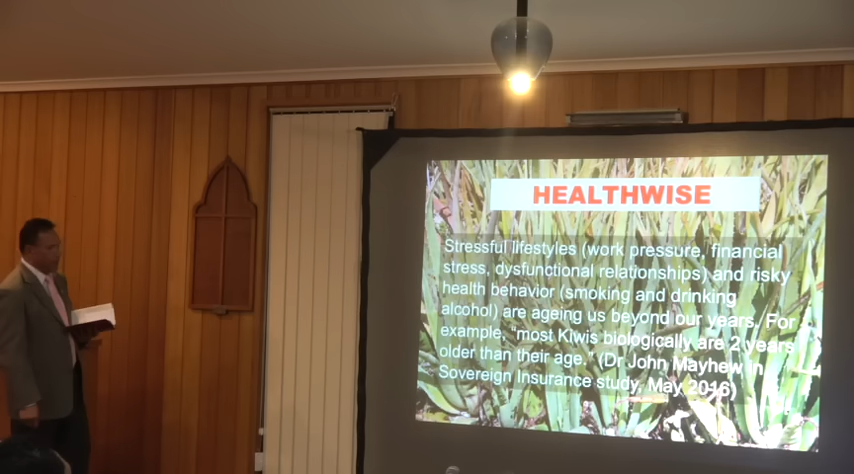 HEALTHWISE
Stressful lifestyles (work pressure, financial
stress, dysfunctional relationships) and risky
health behavior (smoking and drinking
alcohol) are ageing us beyond our years. For
example, “most Kiwis biologically are 2 years
older than their age.” (Dr John Mayhew in
Sovereign Insurance study, May 2016)